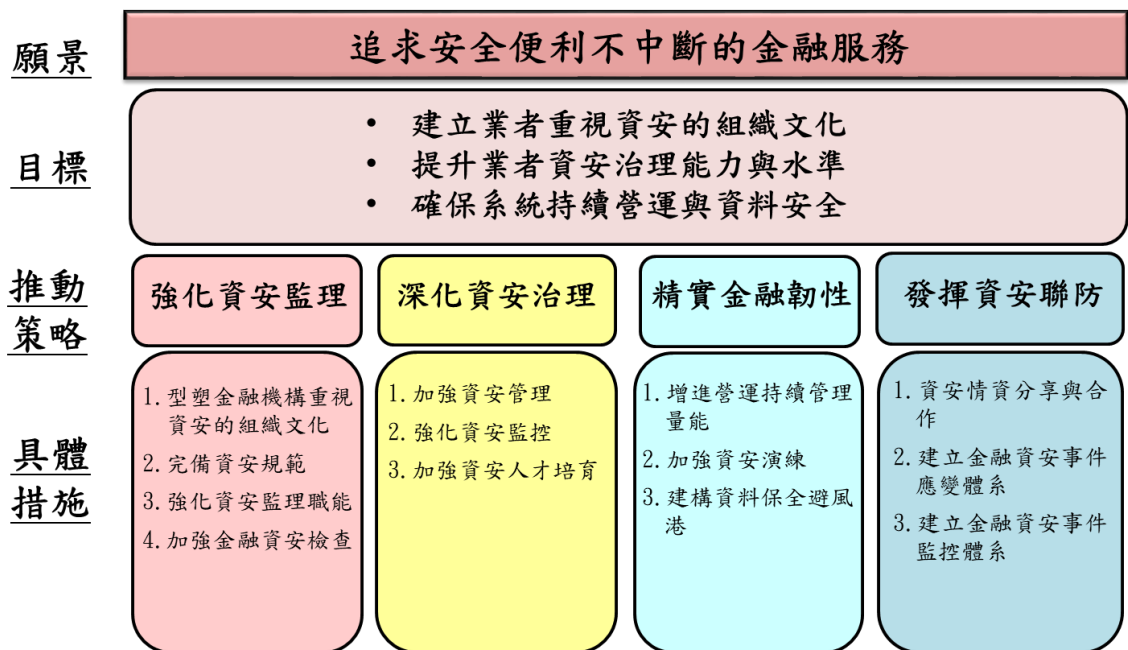 願景
追求安全便利不中斷的金融服務
目標
• 建立業者重視資安的組織文化
• 提升業者資安治理能力與水準
• 確保系統持續營運與資料安全
推動
策略
強化資安監理
深化資安治理
精實金融韌性
發揮資安聯防
具體
措施
1. 型塑金融機構重視
資安的組織文化
2. 完備資安規範
3. 強化資安監理職能
4. 加強金融資安檢查
1. 加強資安管理
2. 強化資安監控
3. 加強資安人才培育
1. 增進營運持續管理
量能
2. 加強資安演練
3. 建構資料保全避風
港
1. 資安情資分享與合
作
2. 建立金融資安事件
應變體系
3. 建立金融資安事件
監控體系